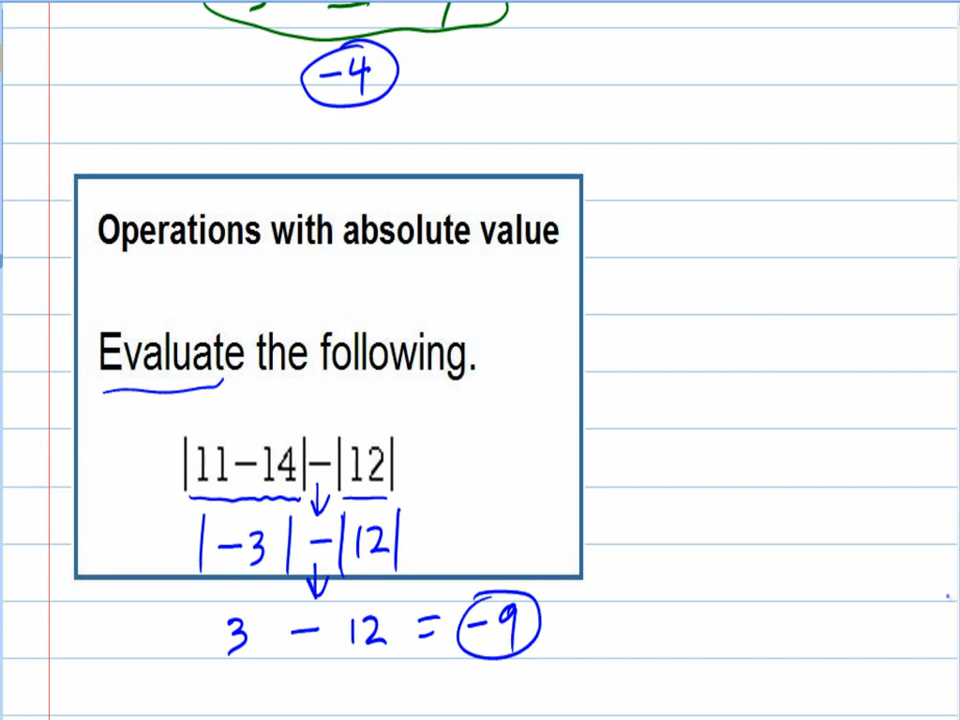 -4
Operations with absolute value
Evaluate the following.
|11-14|-|12|
|-3| -|12|
3 - 12 = -9